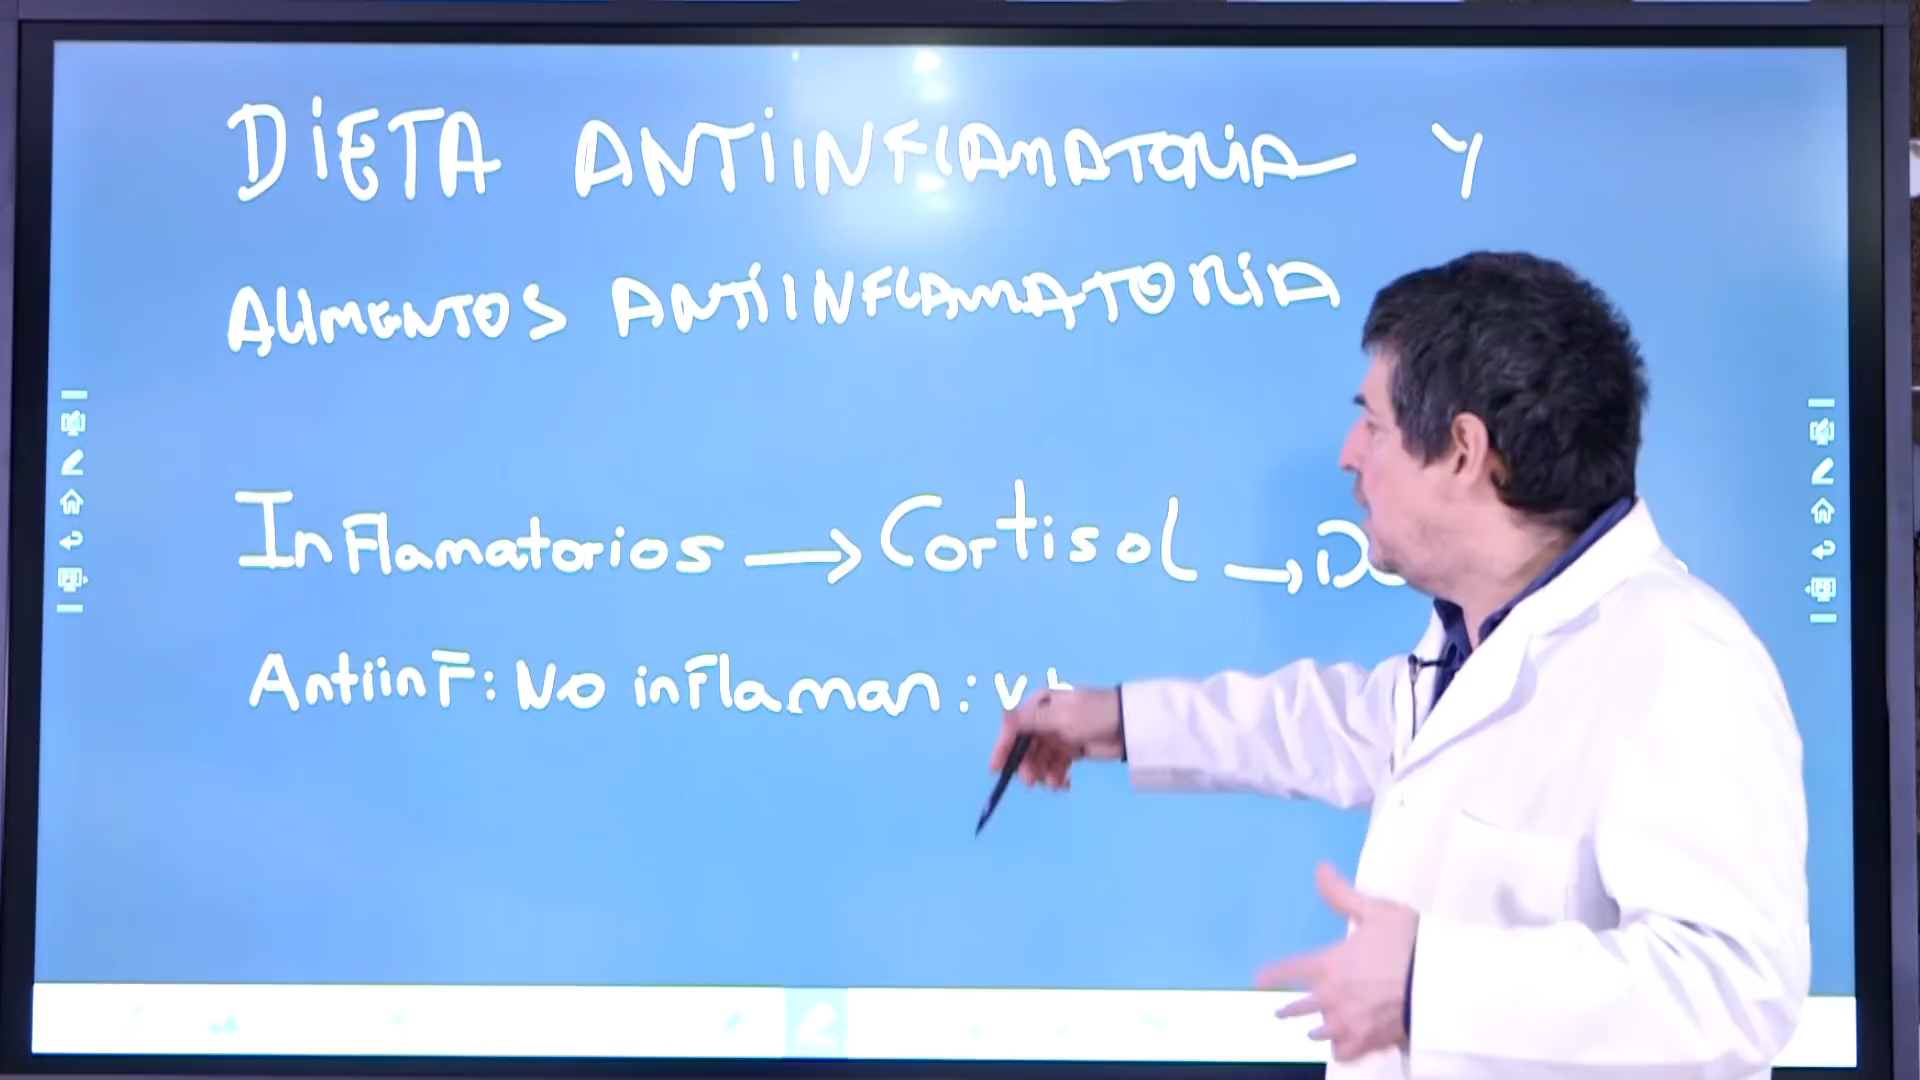 DIETA ANTIINFLAMATORIA Y
ALIMENTOS ANTIINFLAMATORIA
Inflamatorios → Cortisol →
AntiinF: No inflaman: